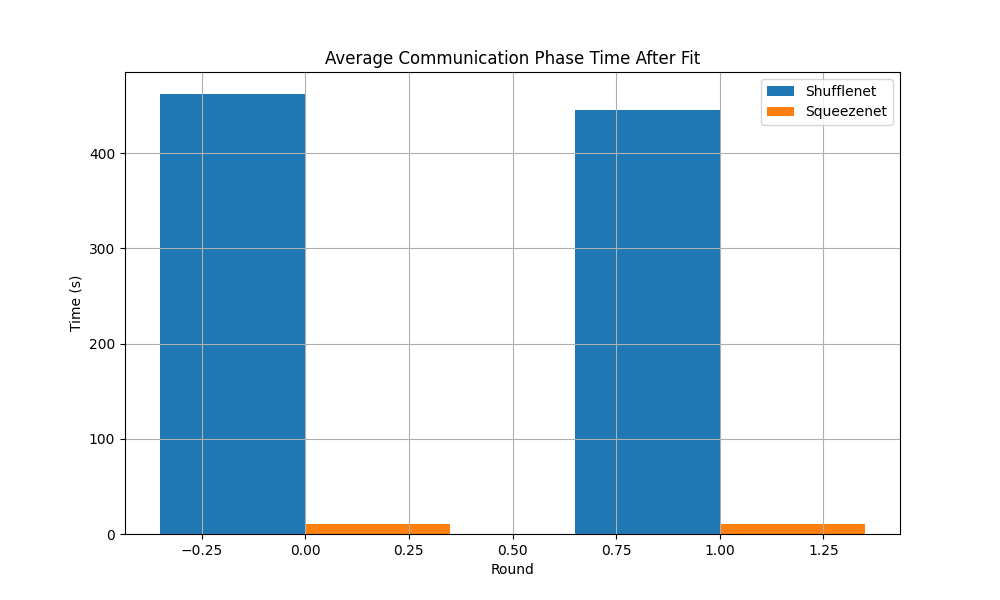 Average Communication Phase Time After Fit
Shufflenet
Squeezenet
Time (s)
400
300
200
100
0
−0.25
0.00
0.25
0.50
0.75
1.00
1.25
Round